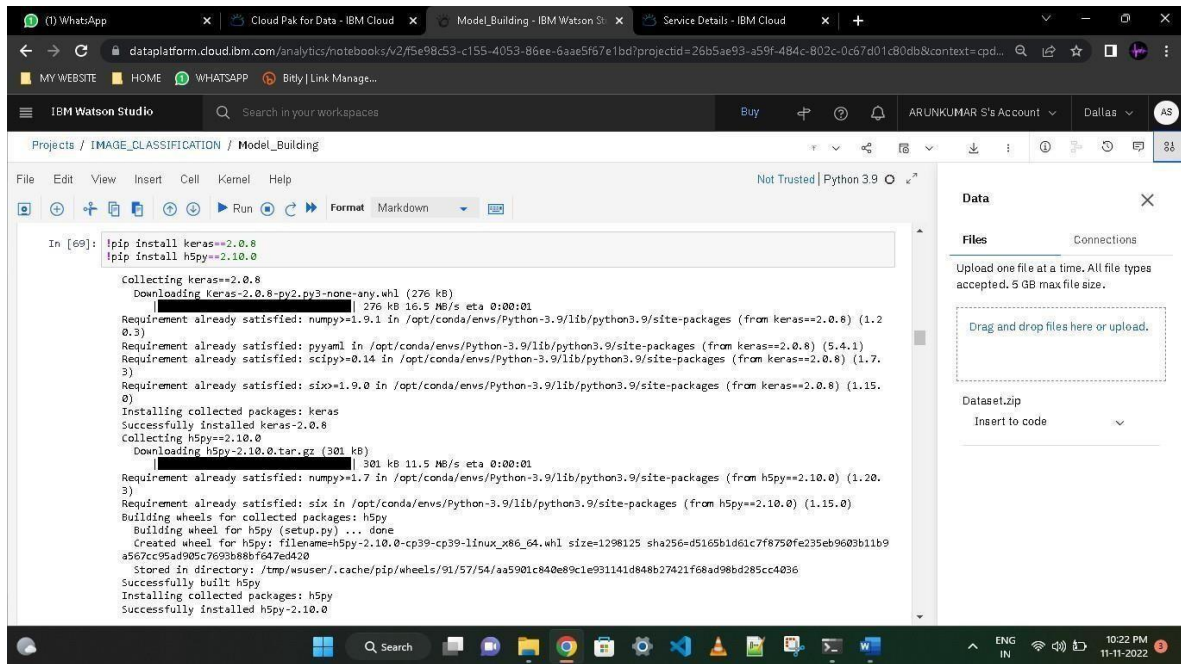 (1) WhatsApp
Cloud Pak for Data - IBM Cloud
Model_Building - IBM Watson St
Service Details - IBM Cloud
dataplatform.cloud.ibm.com/analytics/notebooks/v2/f5e98c53-c155-4053-86ee-6aae5f67e1bd?projectid=26b5ae93-a59f-484c-802c-0c67d01c80db&context=cpd...
MY WEBSITE HOME WHATSAPP Bitly | Link Manage...
IBM Watson Studio Search in your workspaces Buy ARUNKUMAR S's Account Dallas AS
Projects / IMAGE_CLASSIFICATION / Model_Building
File Edit View Insert Cell Kernel Help Not Trusted | Python 3.9
Run Format Markdown
In [69]: !pip install keras==2.0.8
!pip install h5py==2.10.0
Collecting keras==2.0.8
Downloading Keras-2.0.8-py2.py3-none-any.whl (276 kB)
| | 276 kB 16.5 MB/s eta 0:00:01
Requirement already satisfied: numpy>=1.9.1 in /opt/conda/envs/Python-3.9/lib/python3.9/site-packages (from keras==2.0.8) (1.2
0.3)
Requirement already satisfied: pyyaml in /opt/conda/envs/Python-3.9/lib/python3.9/site-packages (from keras==2.0.8) (5.4.1)
Requirement already satisfied: scipy>=0.14 in /opt/conda/envs/Python-3.9/lib/python3.9/site-packages (from keras==2.0.8) (1.7.
3)
Requirement already satisfied: six>=1.9.0 in /opt/conda/envs/Python-3.9/lib/python3.9/site-packages (from keras==2.0.8) (1.15.
0)
Installing collected packages: keras
Successfully installed keras-2.0.8
Collecting h5py==2.10.0
Downloading h5py-2.10.0.tar.gz (301 kB)
| | 301 kB 11.5 MB/s eta 0:00:01
Requirement already satisfied: numpy>=1.7 in /opt/conda/envs/Python-3.9/lib/python3.9/site-packages (from h5py==2.10.0) (1.20.
3)
Requirement already satisfied: six in /opt/conda/envs/Python-3.9/lib/python3.9/site-packages (from h5py==2.10.0) (1.15.0)
Building wheels for collected packages: h5py
Building wheel for h5py (setup.py) ... done
Created wheel for h5py: filename=h5py-2.10.0-cp39-cp39-linux_x86_64.whl size=1298125 sha256=d5165b1d61c7f8750fe235eb9603b11b9
a567cc95ad905c7693b88bf647ed420
Stored in directory: /tmp/wsuser/.cache/pip/wheels/91/57/54/aa5901c840e89c1e931141d848b27421f68ad98bd285cc4036
Successfully built h5py
Installing collected packages: h5py
Successfully installed h5py-2.10.0
Data
Files Connections
Upload one file at a time. All file types
accepted. 5 GB max file size.
Drag and drop files here or upload.
Dataset.zip
Insert to code
Search
ENG
IN
10:22 PM
11-11-2022
3